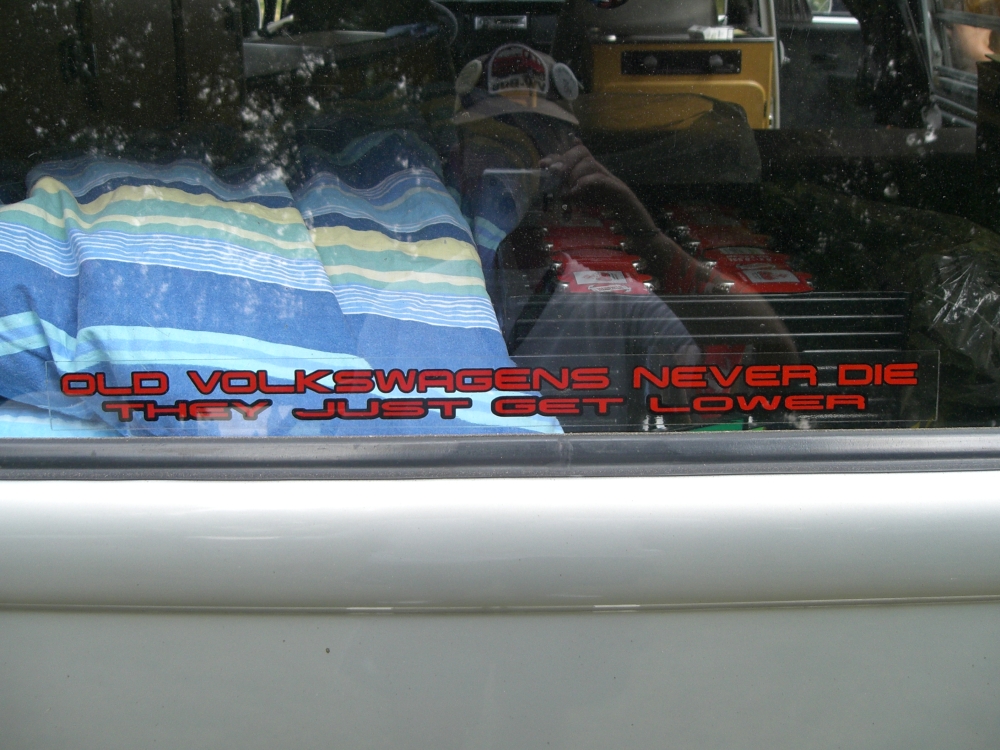 OLD VOLKSWAGENS NEVER DIE
THEY JUST GET LOWER